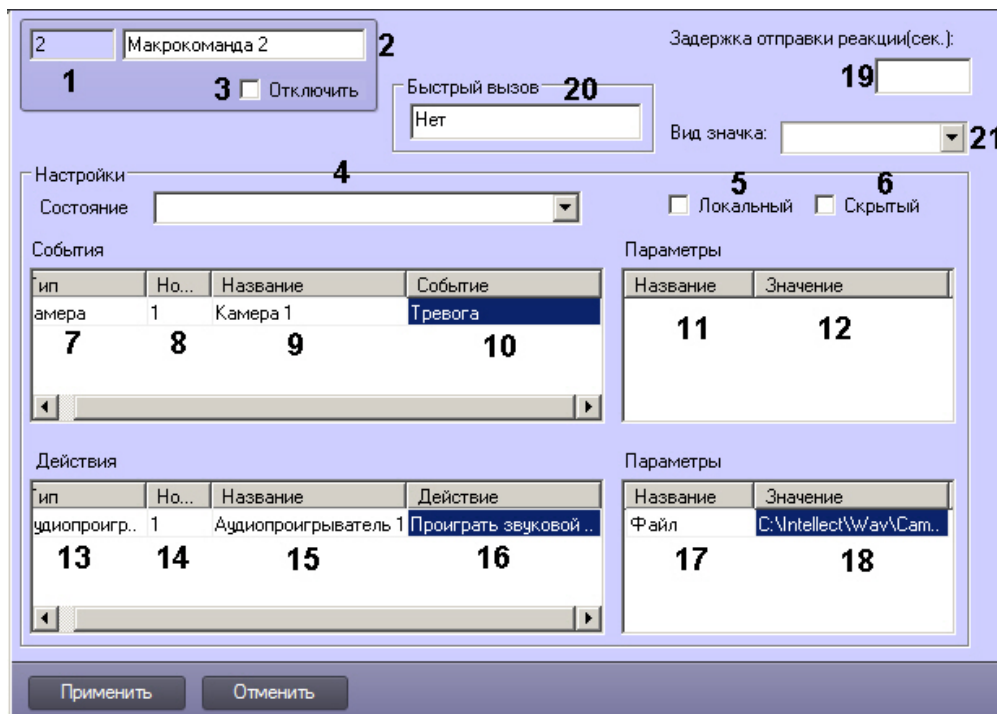 2 Макрокоманда 2 2 Задержка отправки реакции(сек.):
1 3 Отключить 19
Быстрый вызов 20
Нет
Вид значка: 21
Настройки 4 5 6
Состояние Локальный Скрытый
События Параметры
Тип Но... Название Событие Название Значение
амера 1 Камера 1 Тревога
7 8 9 10 11 12
Действия Параметры
Тип Но... Название Действие Название Значение
удиопроигр.. 1 Аудиопроигрыватель 1 Проиграть звуковой .. Файл C:\Intellect\Wav\Cam..
13 14 15 16 17 18
Применить Отменить